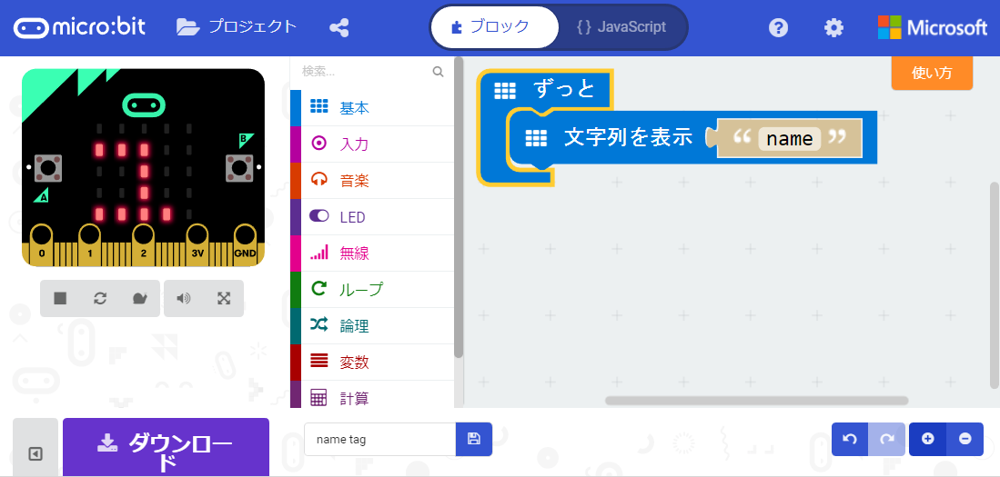 micro:bit
プロジェクト
ブロック
{ } JavaScript
Microsoft
検索...
使い方
基本
入力
音楽
LED
無線
ループ
論理
変数
計算
ずっと
文字列を表示 “ name ”
B
A
0 1 2 3V GND
ダウンロー
ド
name tag